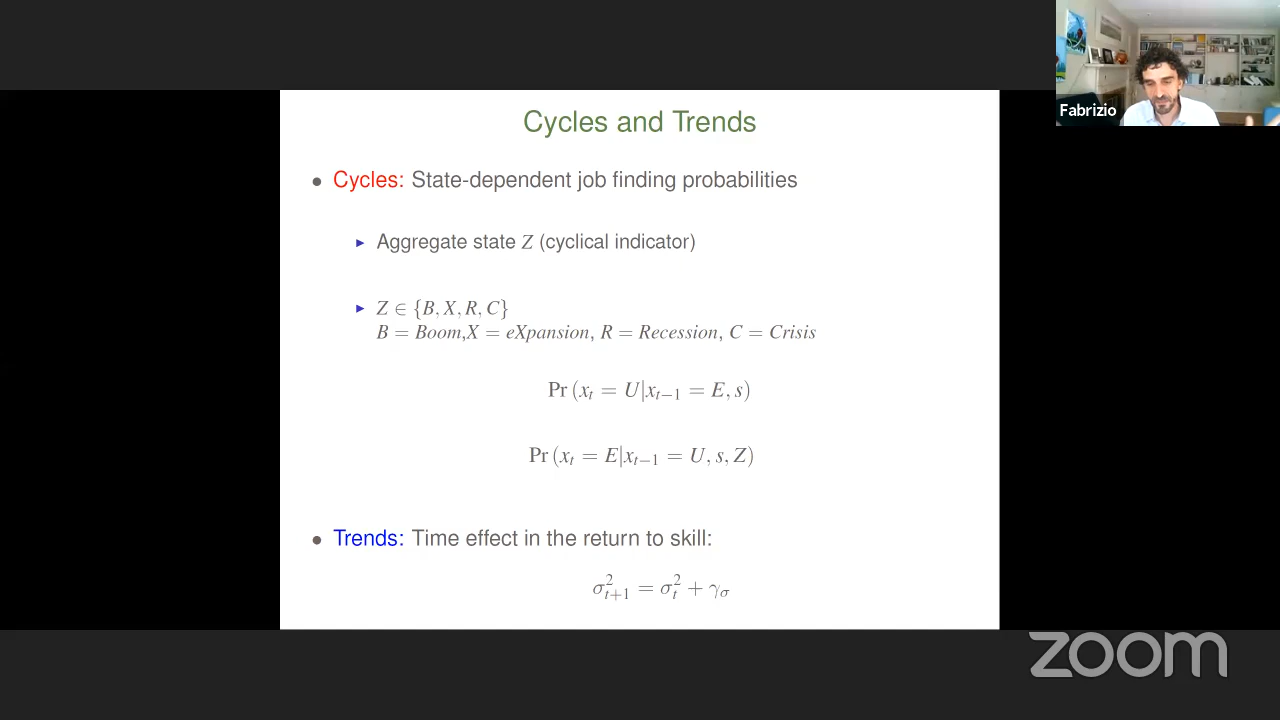 Fabrizio
Cycles and Trends
• Cycles: State-dependent job finding probabilities
▶ Aggregate state Z (cyclical indicator)
▶ Z ∈ {B, X, R, C}
B = Boom,X = eXpansion, R = Recession, C = Crisis
Pr (x_t = U|x_{t−1} = E, s)
Pr (x_t = E|x_{t−1} = U, s, Z)
• Trends: Time effect in the return to skill:
σ²_{t+1} = σ²_t + γ_σ
zoom